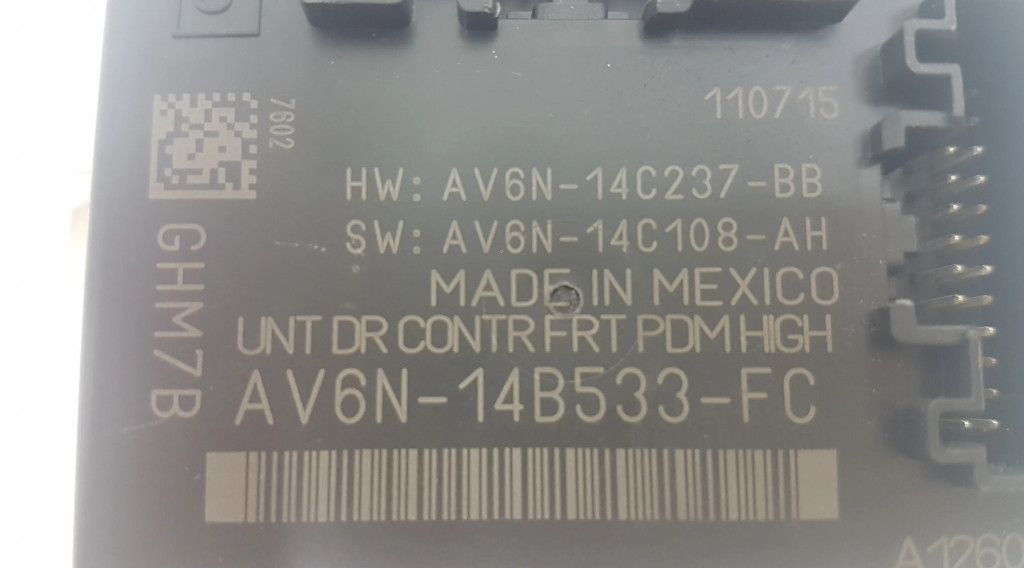 110715
7602
HW: AV6N-14C237-BB
SW: AV6N-14C108-AH
MADE IN MEXICO
UNT DR CONTR FRT PDM HIGH
AV6N-14B533-FC
GHM7B
A1260